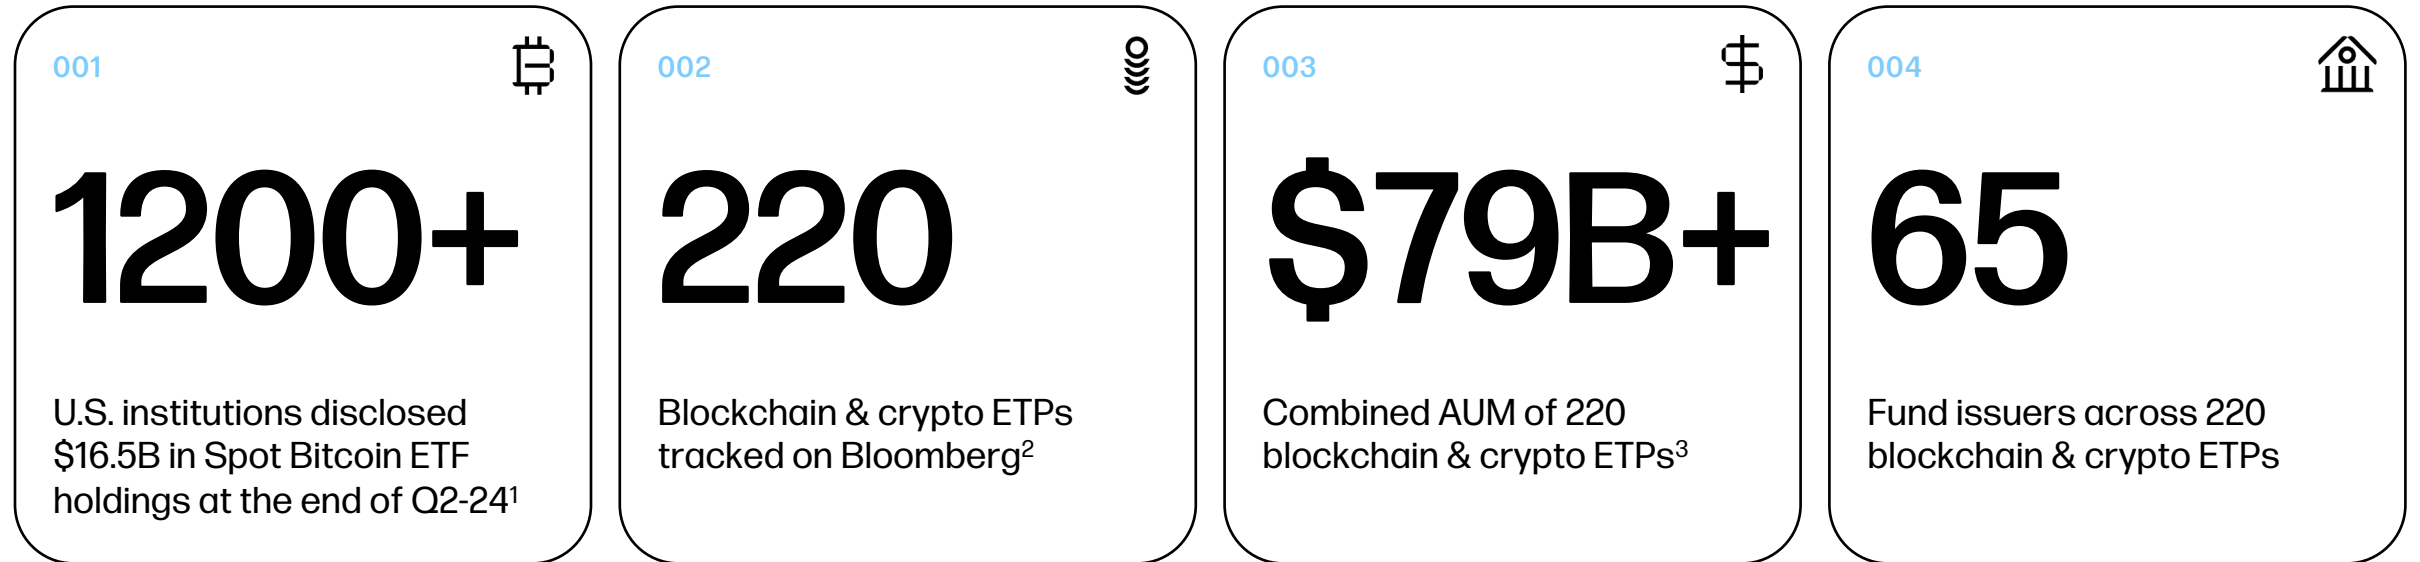 001
1200+
U.S. institutions disclosed
$16.5B in Spot Bitcoin ETF
holdings at the end of Q2-24¹
002
220
Blockchain & crypto ETPs
tracked on Bloomberg²
003
$79B+
Combined AUM of 220
blockchain & crypto ETPs³
004
65
Fund issuers across 220
blockchain & crypto ETPs